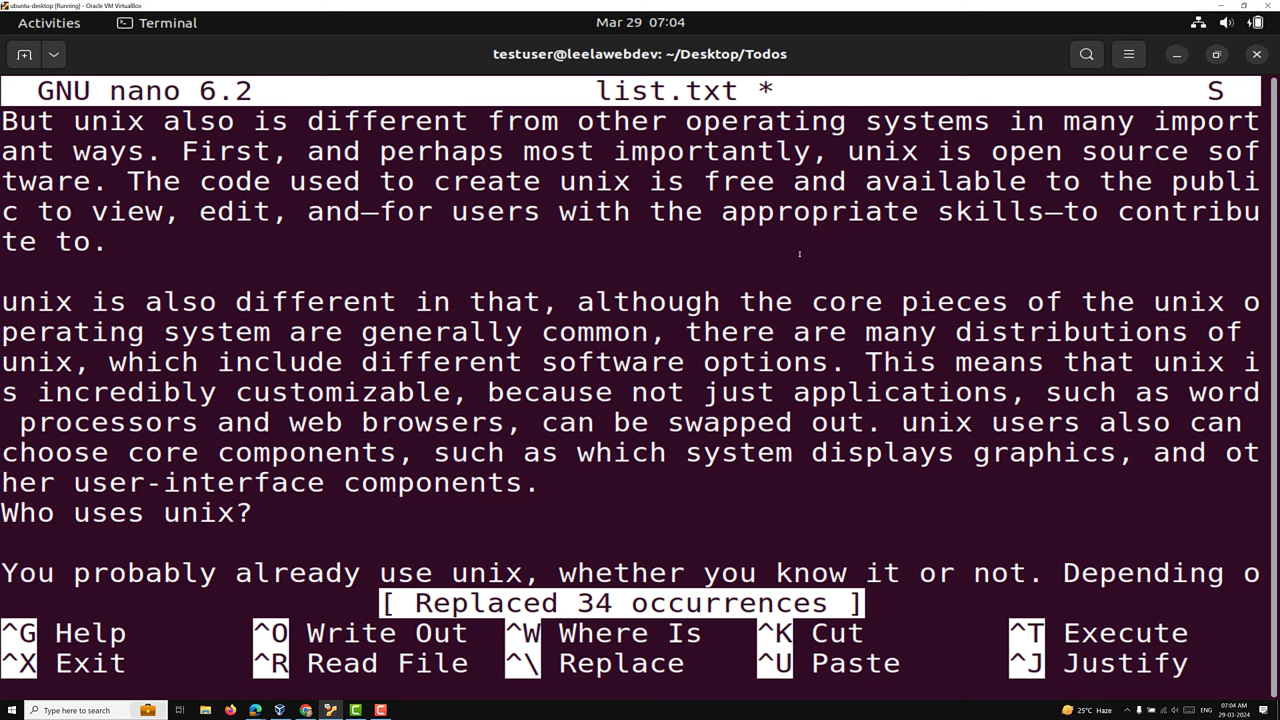 ubuntu-desktop [Running] - Oracle VM VirtualBox
Activities Terminal Mar 29 07:04
testuser@leelawebdev: ~/Desktop/Todos
GNU nano 6.2 list.txt * S
But unix also is different from other operating systems in many import
ant ways. First, and perhaps most importantly, unix is open source sof
tware. The code used to create unix is free and available to the publi
c to view, edit, and—for users with the appropriate skills—to contribu
te to.
unix is also different in that, although the core pieces of the unix o
perating system are generally common, there are many distributions of
unix, which include different software options. This means that unix i
s incredibly customizable, because not just applications, such as word
processors and web browsers, can be swapped out. unix users also can
choose core components, such as which system displays graphics, and ot
her user-interface components.
Who uses unix?
You probably already use unix, whether you know it or not. Depending o
[ Replaced 34 occurrences ]
^G Help ^O Write Out ^W Where Is ^K Cut ^T Execute
^X Exit ^R Read File ^\ Replace ^U Paste ^J Justify
Type here to search 25°C Haze ENG 07:04 AM
29-03-2024